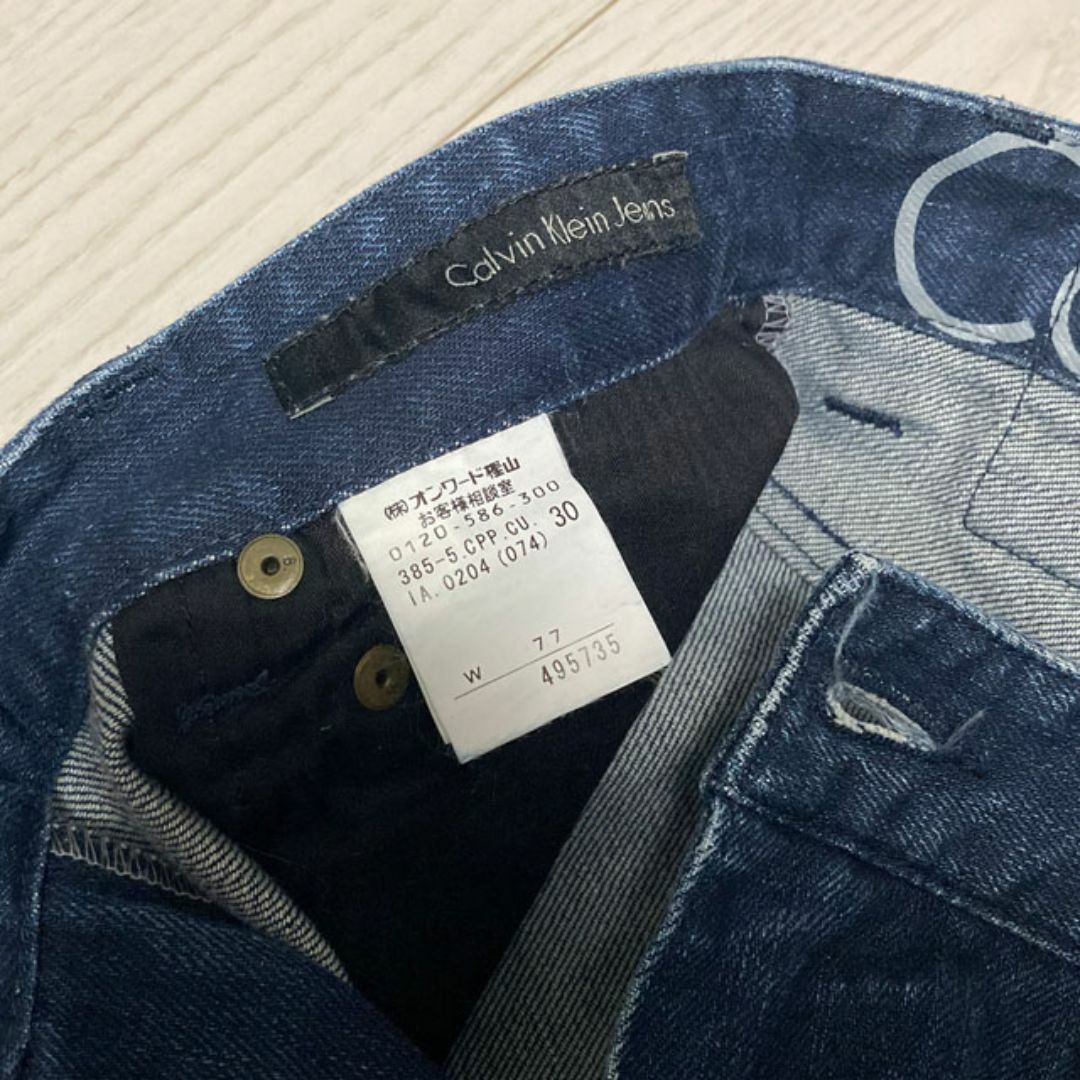 Calvin Klein Jeans
(株)オンワード樫山
お客様相談室
0120-586-300
385-5.CPP.CU. 30
IA.0204 (074)
W 77
495735